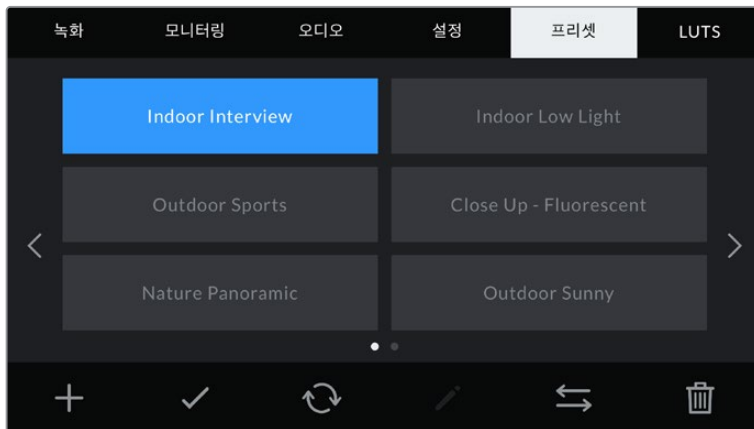 녹화 모니터링 오디오 설정 프리셋 LUTS
Indoor Interview Indoor Low Light
Outdoor Sports Close Up - Fluorescent
Nature Panoramic Outdoor Sunny